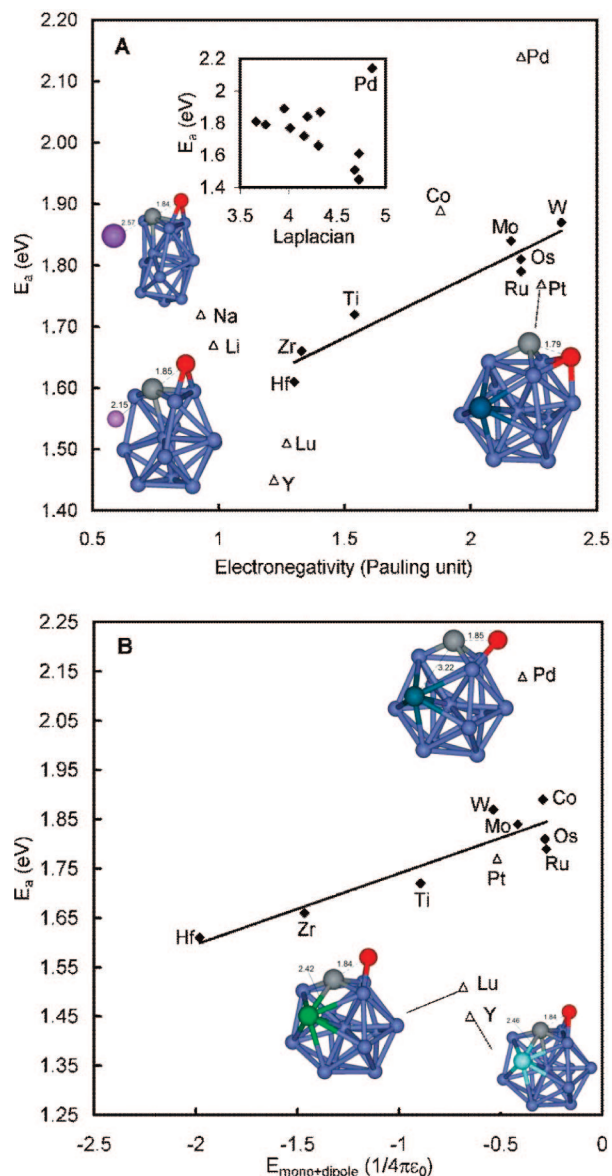 A
2.20
2.10
2.00
1.90
1.80
1.70
1.60
1.50
1.40
E_a (eV)
0.5
1
1.5
2
2.5
Electronegativity (Pauling unit)
2.2
2
1.8
1.6
1.4
E_a (eV)
Pd
3.5
4
4.5
5
Laplacian
Pd
Co
W
Mo
Os
Ru
Pt
Ti
Zr
Hf
Na
Li
Lu
Y
1.84
2.57
1.85
2.15
1.79
B
2.25
2.15
2.05
1.95
1.85
1.75
1.65
1.55
1.45
1.35
1.25
E_a (eV)
-2.5
-2
-1.5
-1
-0.5
0
E_mono+dipole (1/4πε₀)
1.85
3.22
Pd
W
Co
Mo
Os
Pt
Ru
Ti
Zr
Hf
Lu
Y
2.42
1.84
2.46
1.84